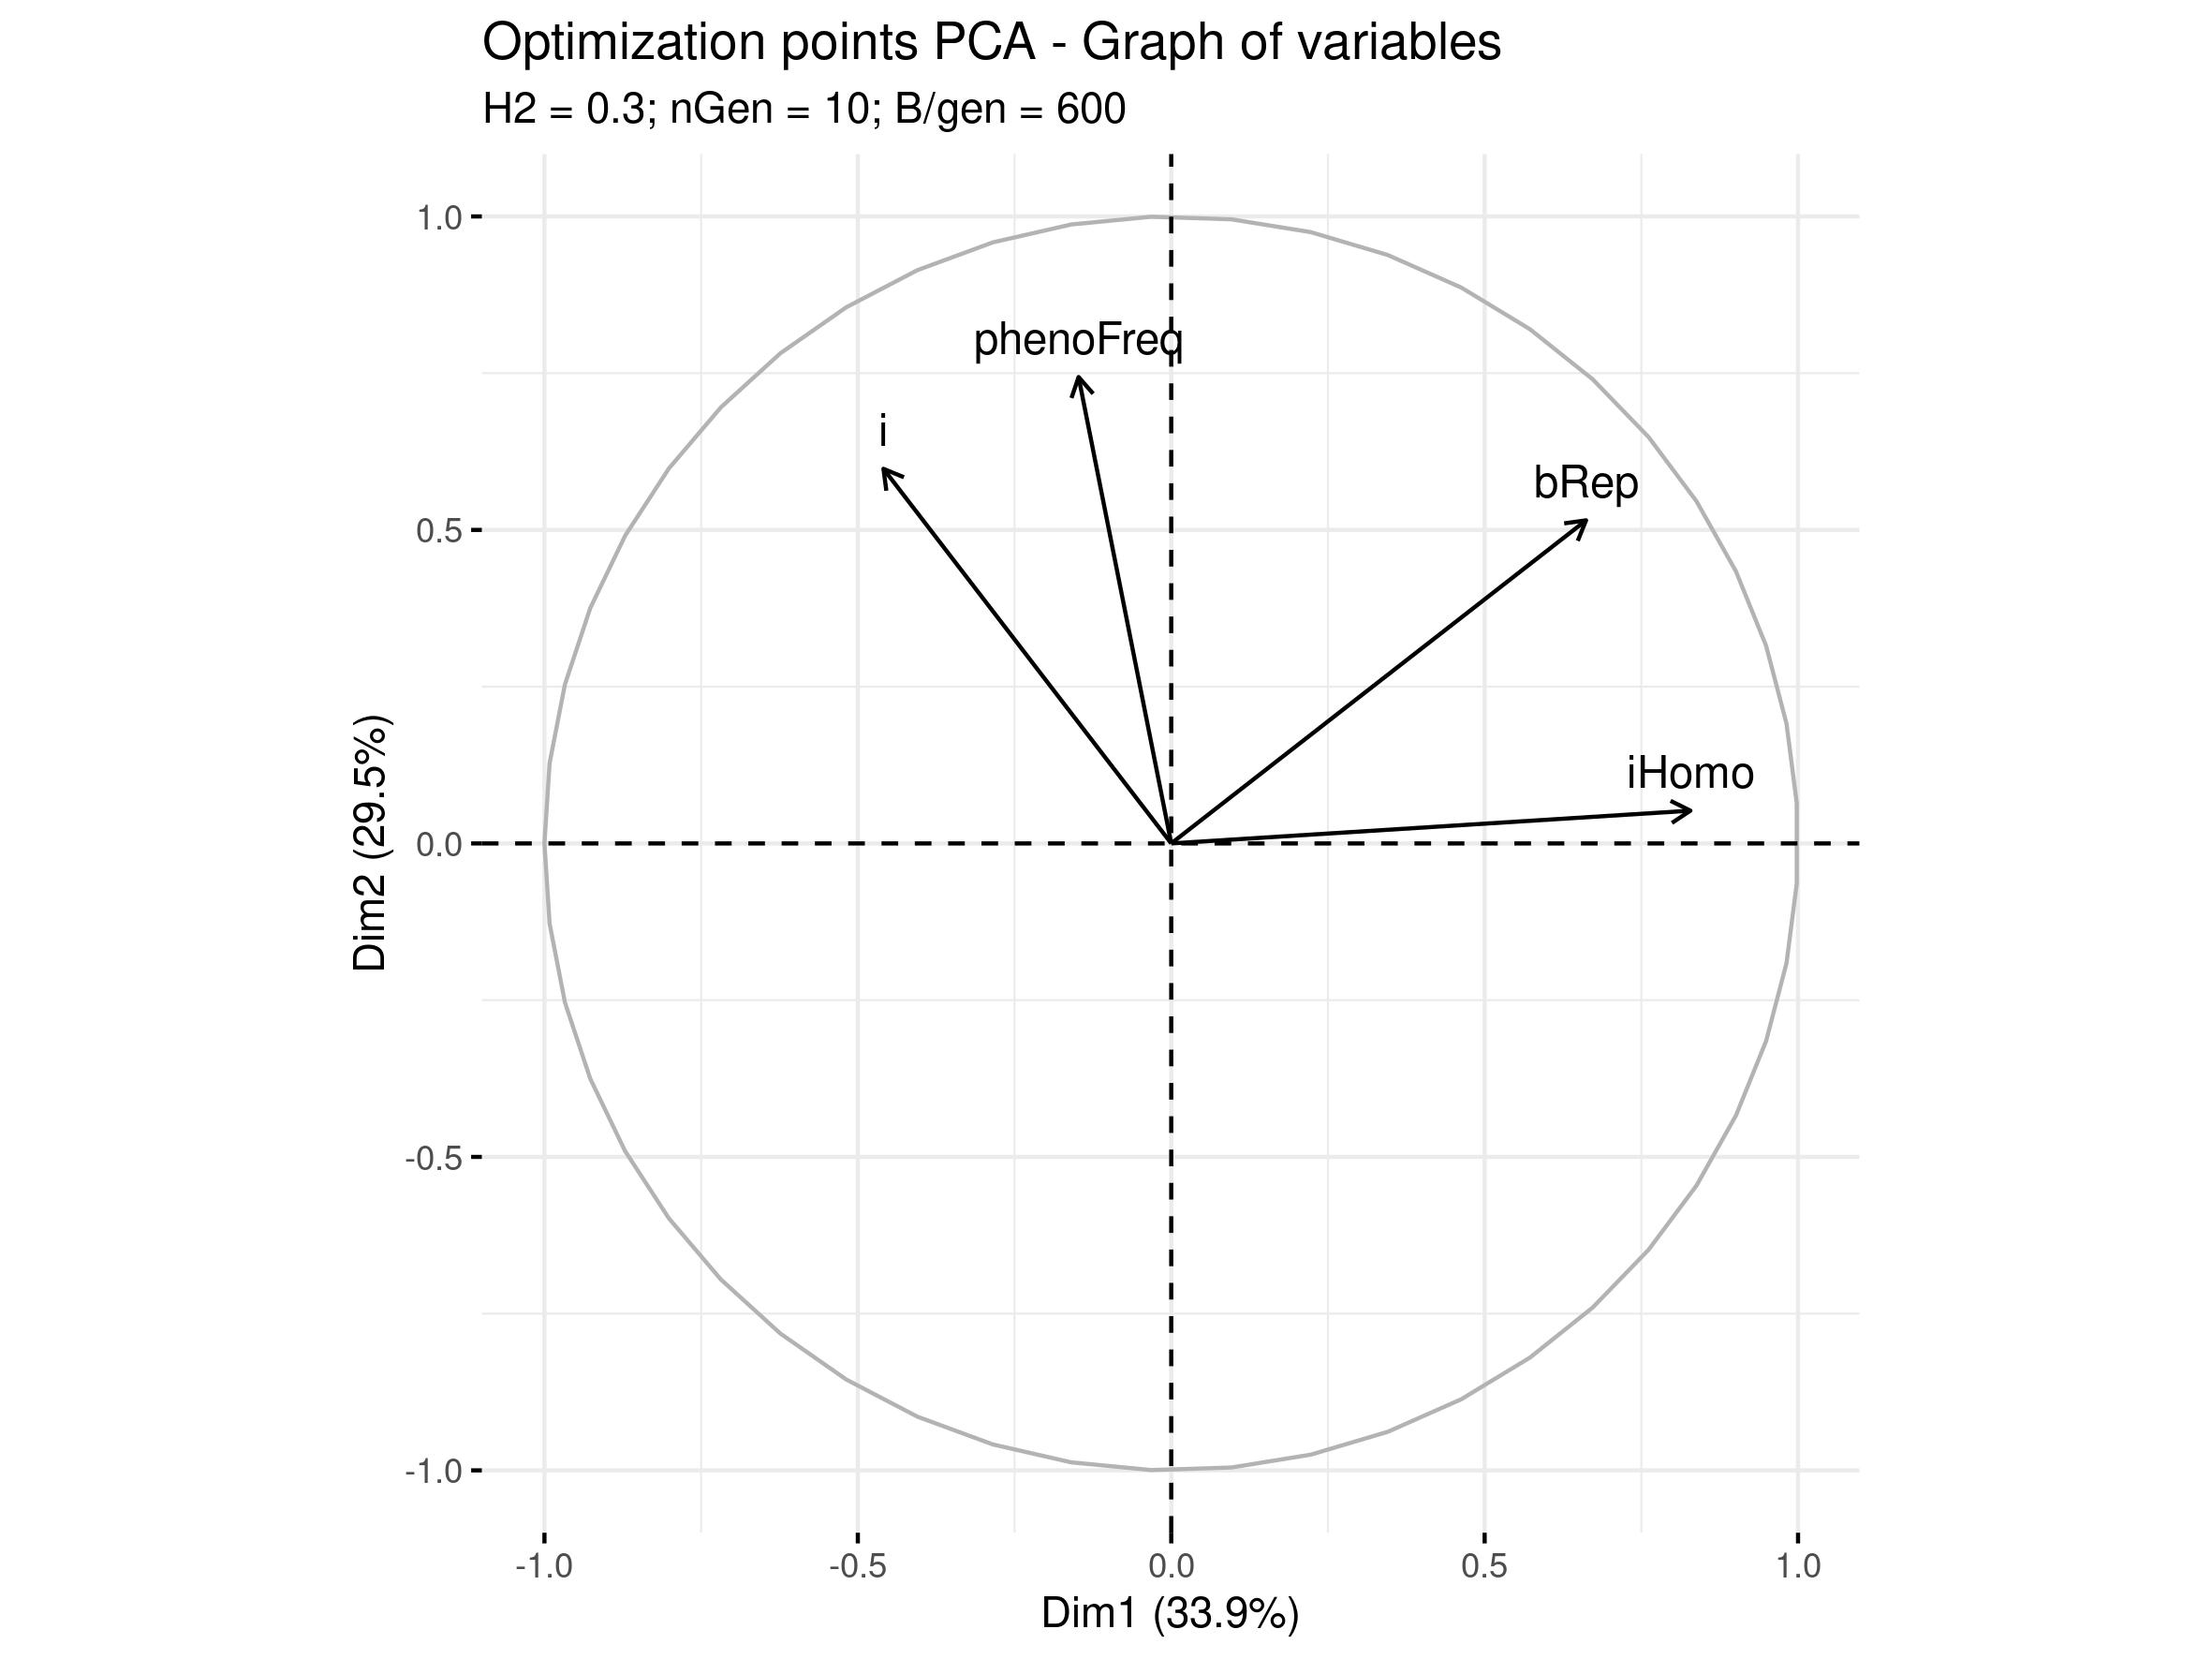 Optimization points PCA - Graph of variables
H2 = 0.3; nGen = 10; B/gen = 600
phenoFreq
i
bRep
iHomo
1.0
0.5
0.0
-0.5
-1.0
Dim2 (29.5%)
-1.0
-0.5
0.0
0.5
1.0
Dim1 (33.9%)